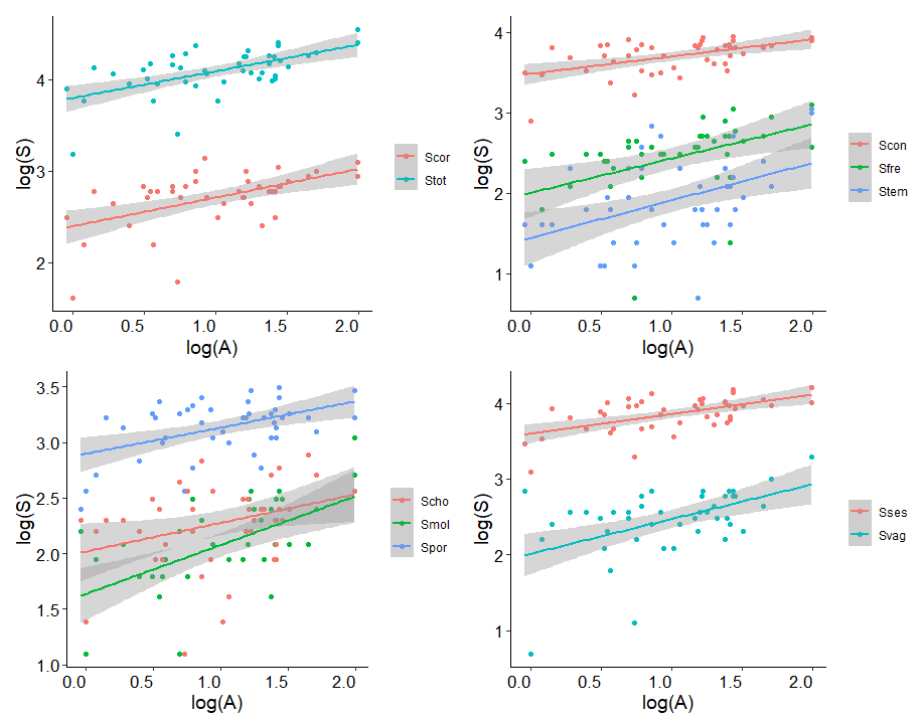 log(S)
4
3
2
0.0 0.5 1.0 1.5 2.0
log(A)
Scor
Stot
log(S)
4
3
2
1
0.0 0.5 1.0 1.5 2.0
log(A)
Scon
Sfre
Stem
log(S)
3.5
3.0
2.5
2.0
1.5
1.0
0.0 0.5 1.0 1.5 2.0
log(A)
Scho
Smol
Spor
log(S)
4
3
2
1
0.0 0.5 1.0 1.5 2.0
log(A)
Sses
Svag